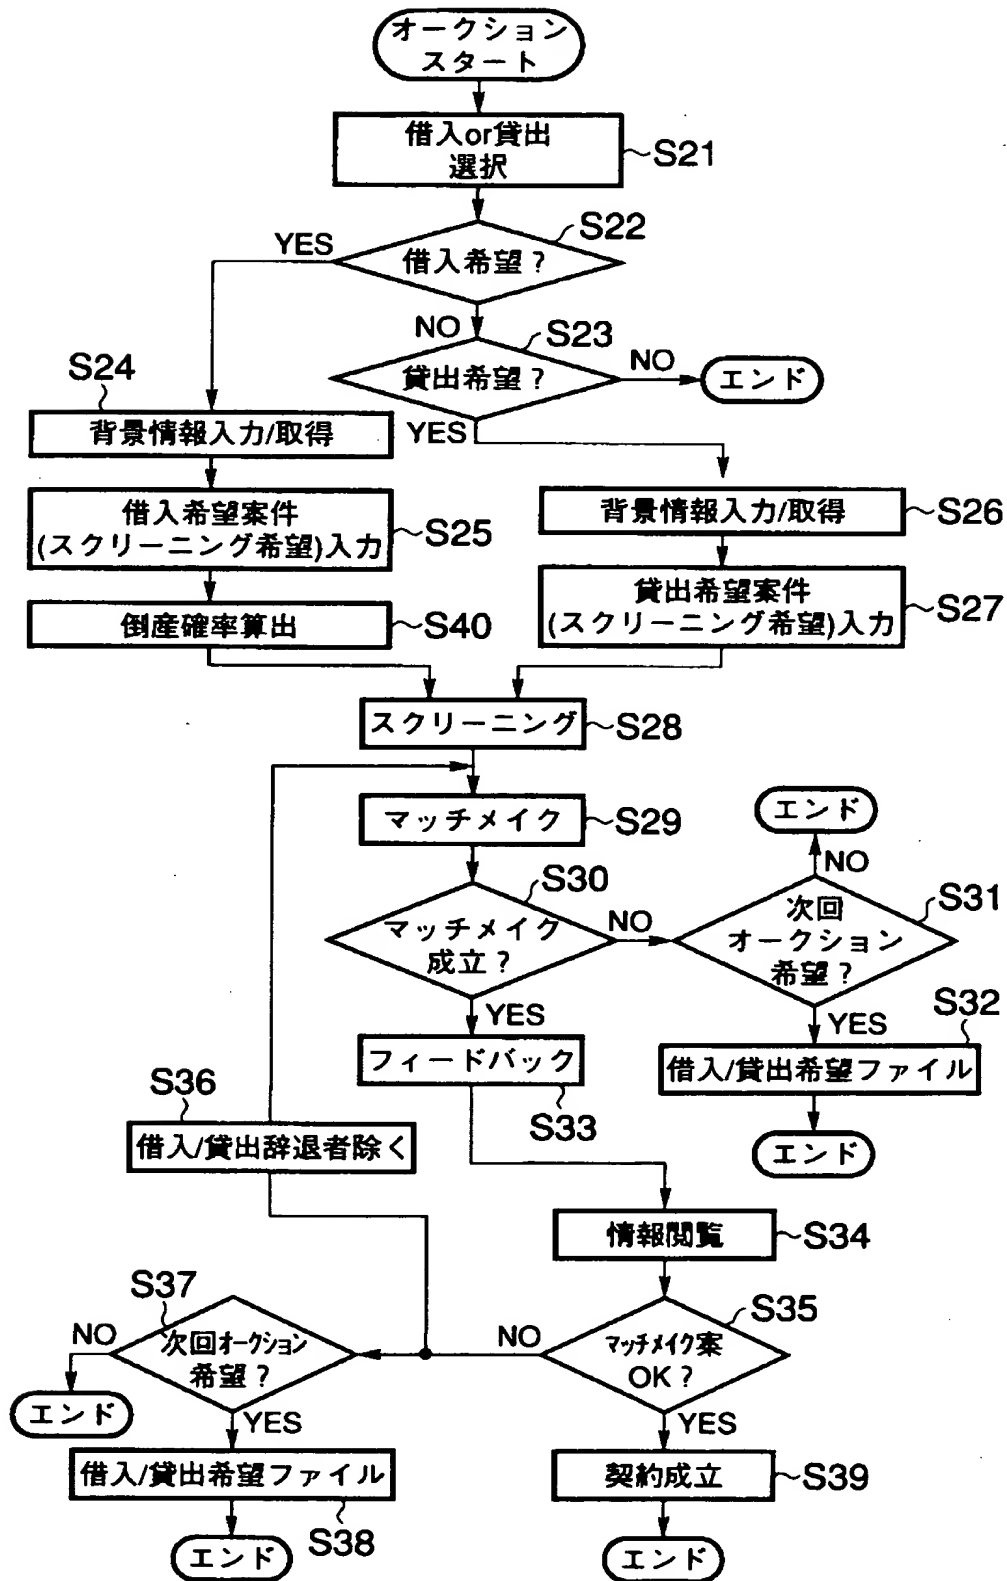 オークション
スタート
借入or貸出
選択
S21
S22
YES
借入希望?
NO
S23
貸出希望?
NO
エンド
YES
S24
背景情報入力/取得
借入希望案件
(スクリーニング希望)入力
S25
倒産確率算出
S40
背景情報入力/取得
S26
貸出希望案件
(スクリーニング希望)入力
S27
スクリーニング
S28
マッチメイク
S29
S30
マッチメイク
成立?
NO
エンド
NO
S31
次回
オークション
希望?
YES
S32
借入/貸出希望ファイル
エンド
YES
フィードバック
S33
S36
借入/貸出辞退者除く
情報閲覧
S34
S35
マッチメイク案
OK?
NO
S37
次回オークション
希望?
NO
エンド
YES
借入/貸出希望ファイル
S38
エンド
YES
契約成立
S39
エンド